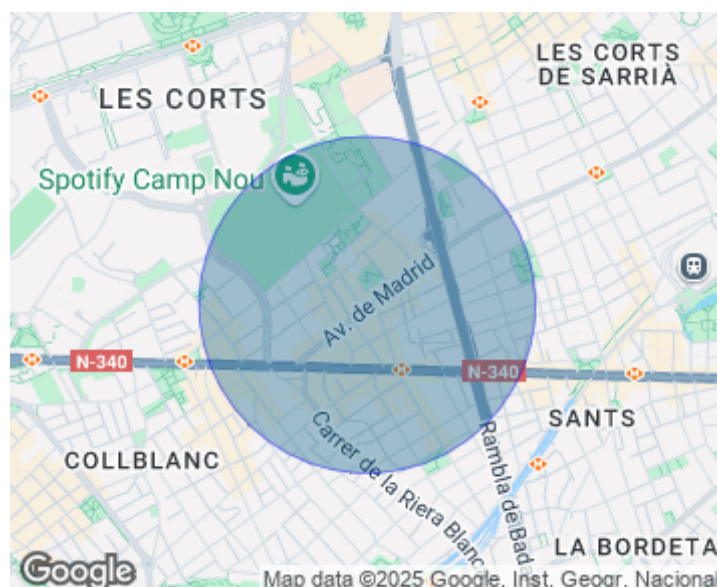 LES CORTS
DE SARRIÀ
LES CORTS
Spotify Camp Nou
Av. de Madrid
N-340
N-340
SANTS
Carrer de la Riera Blanc
Rambla de Bad
COLLBLANC
LA BORDETA
Google
Map data ©2025 Google, Inst. Geogr. Nacional